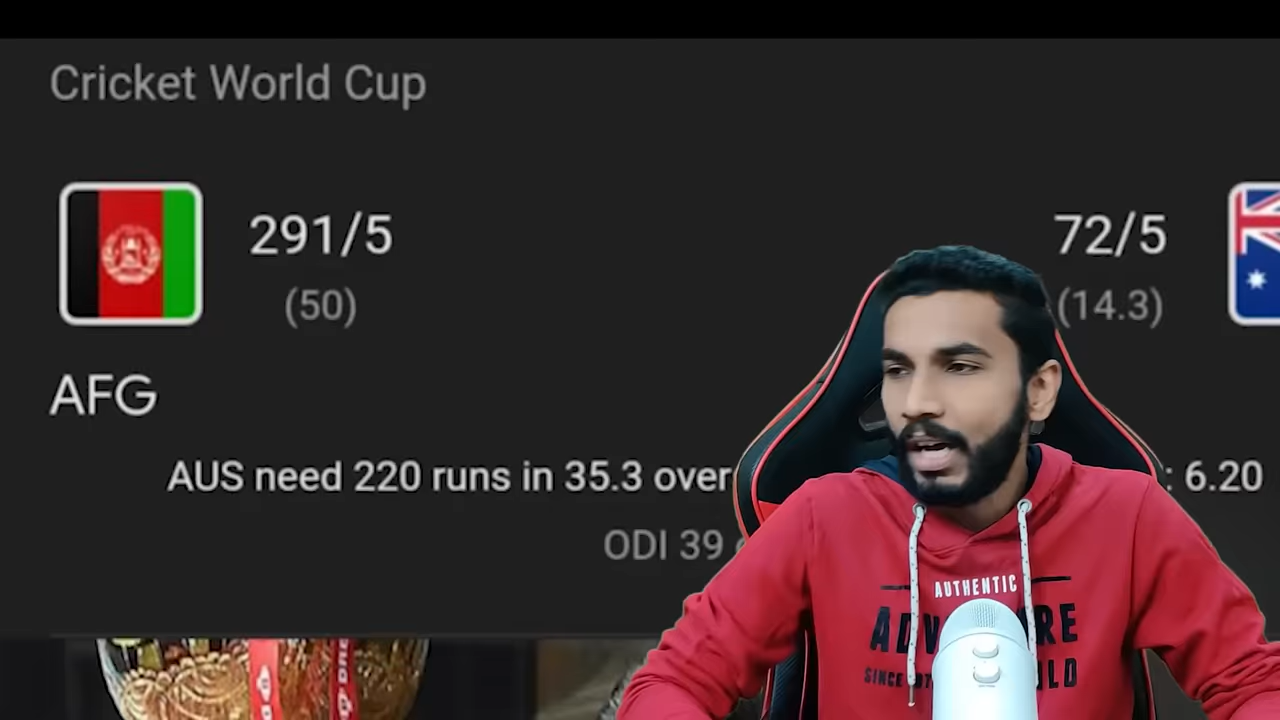 Cricket World Cup
291/5 72/5
(50) (14.3)
AFG
AUS need 220 runs in 35.3 over : 6.20
ODI 39
AUTHENTIC
SINCE